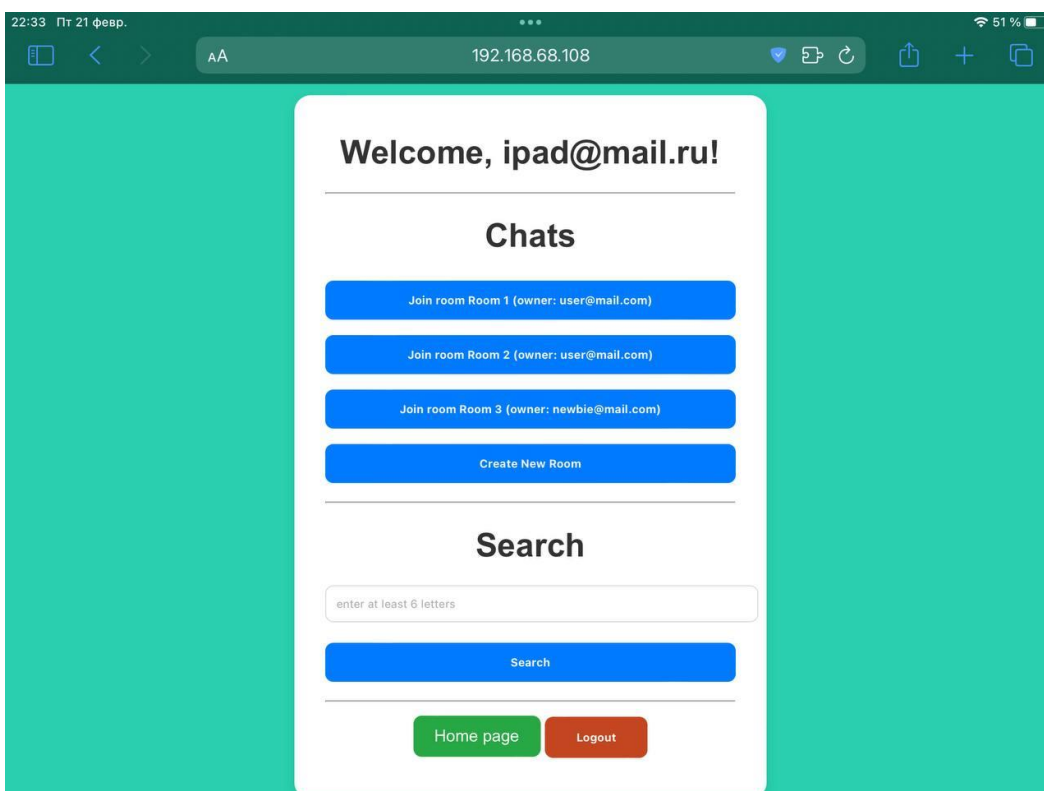 22:33 Пт 21 февр.
51 %
AA
192.168.68.108
Welcome, ipad@mail.ru!
Chats
Join room Room 1 (owner: user@mail.com)
Join room Room 2 (owner: user@mail.com)
Join room Room 3 (owner: newbie@mail.com)
Create New Room
Search
enter at least 6 letters
Search
Home page
Logout